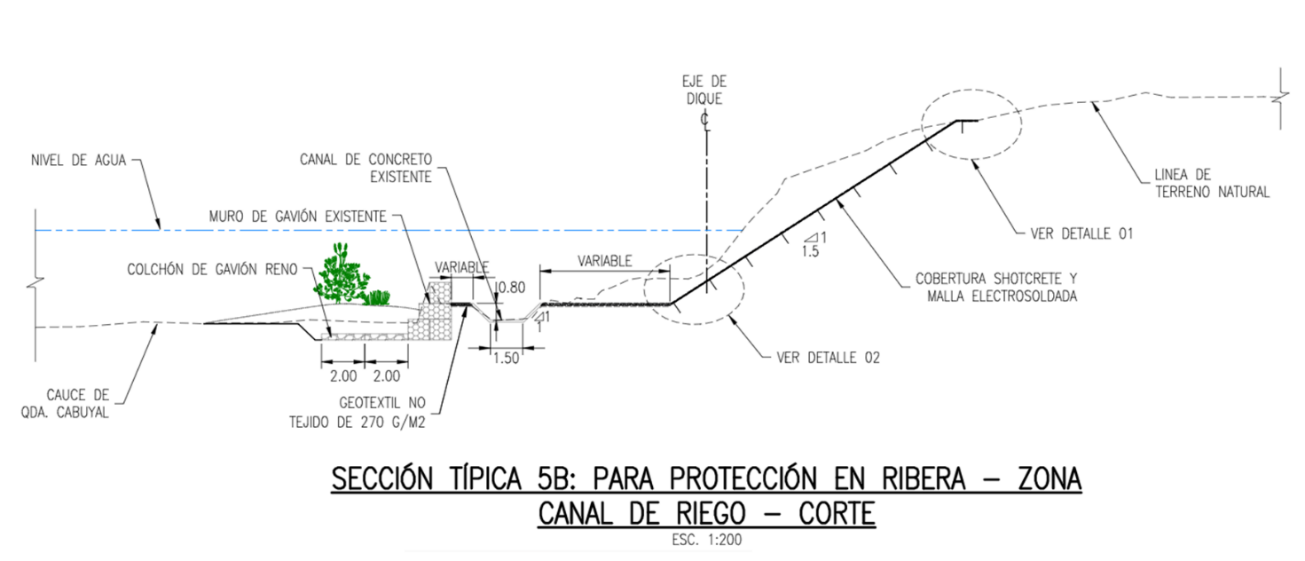 EJE DE
DIQUE
℄
NIVEL DE AGUA
CANAL DE CONCRETO
EXISTENTE
LINEA DE
TERRENO NATURAL
MURO DE GAVIÓN EXISTENTE
VER DETALLE 01
COLCHÓN DE GAVIÓN RENO
VARIABLE
VARIABLE
1
1.5
COBERTURA SHOTCRETE Y
MALLA ELECTROSOLDADA
0.80
1
1
1.50
VER DETALLE 02
2.00
2.00
CAUCE DE
QDA. CABUYAL
GEOTEXTIL NO
TEJIDO DE 270 G/M2
SECCIÓN TÍPICA 5B: PARA PROTECCIÓN EN RIBERA – ZONA
CANAL DE RIEGO – CORTE
ESC. 1:200